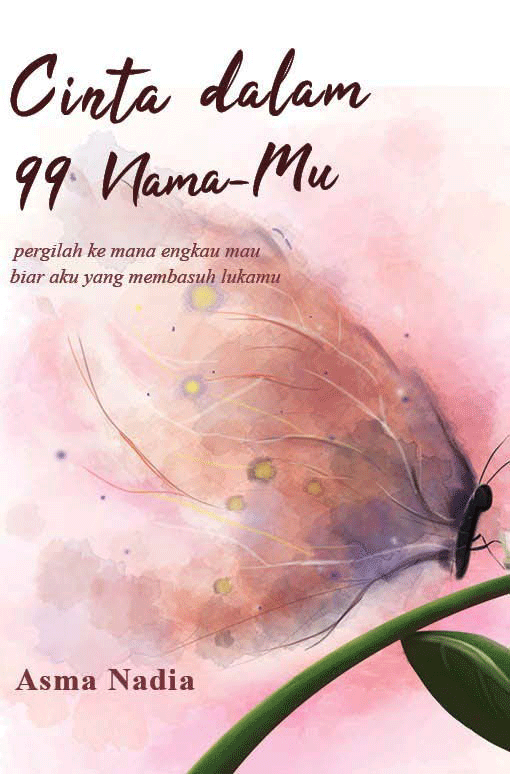 Cinta dalam
99 Nama-Mu
pergilah ke mana engkau mau
biar aku yang membasuh lukamu
Asma Nadia